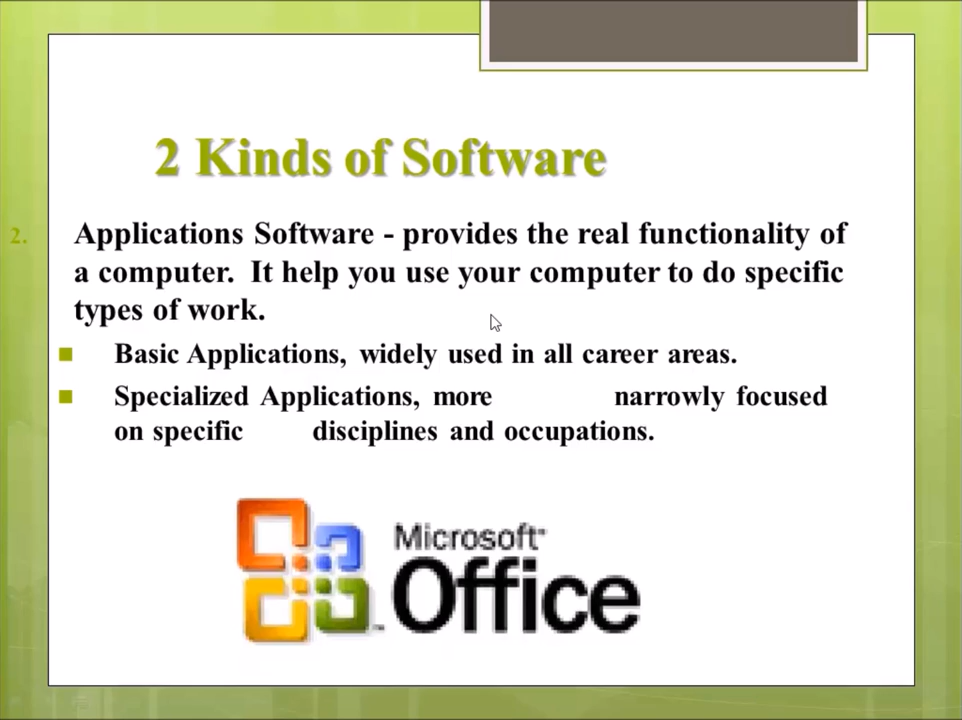 2 Kinds of Software
2. Applications Software - provides the real functionality of
a computer. It help you use your computer to do specific
types of work.
Basic Applications, widely used in all career areas.
Specialized Applications, more narrowly focused
on specific disciplines and occupations.
Microsoft™
Office